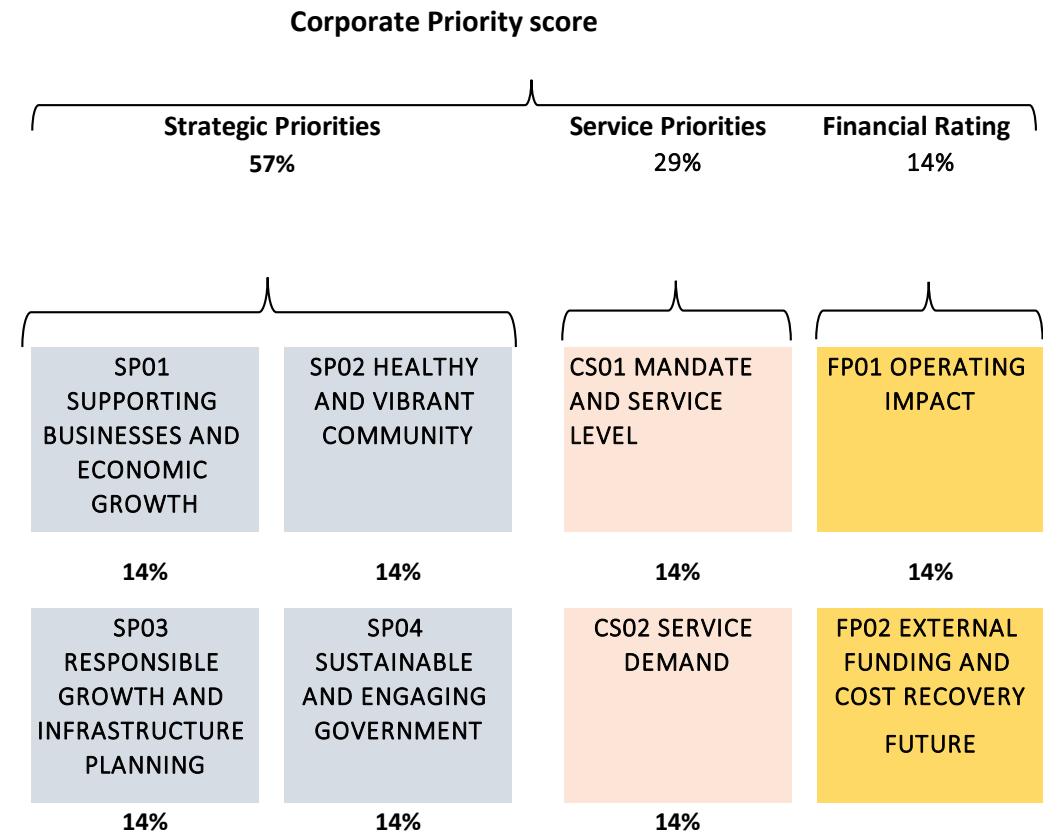 Corporate Priority score
Strategic Priorities
57%
Service Priorities
29%
Financial Rating
14%
SP01
SUPPORTING
BUSINESSES AND
ECONOMIC
GROWTH
14%
SP02 HEALTHY
AND VIBRANT
COMMUNITY
14%
CS01 MANDATE
AND SERVICE
LEVEL
14%
FP01 OPERATING
IMPACT
14%
SP03
RESPONSIBLE
GROWTH AND
INFRASTRUCTURE
PLANNING
14%
SP04
SUSTAINABLE
AND ENGAGING
GOVERNMENT
14%
CS02 SERVICE
DEMAND
14%
FP02 EXTERNAL
FUNDING AND
COST RECOVERY
FUTURE